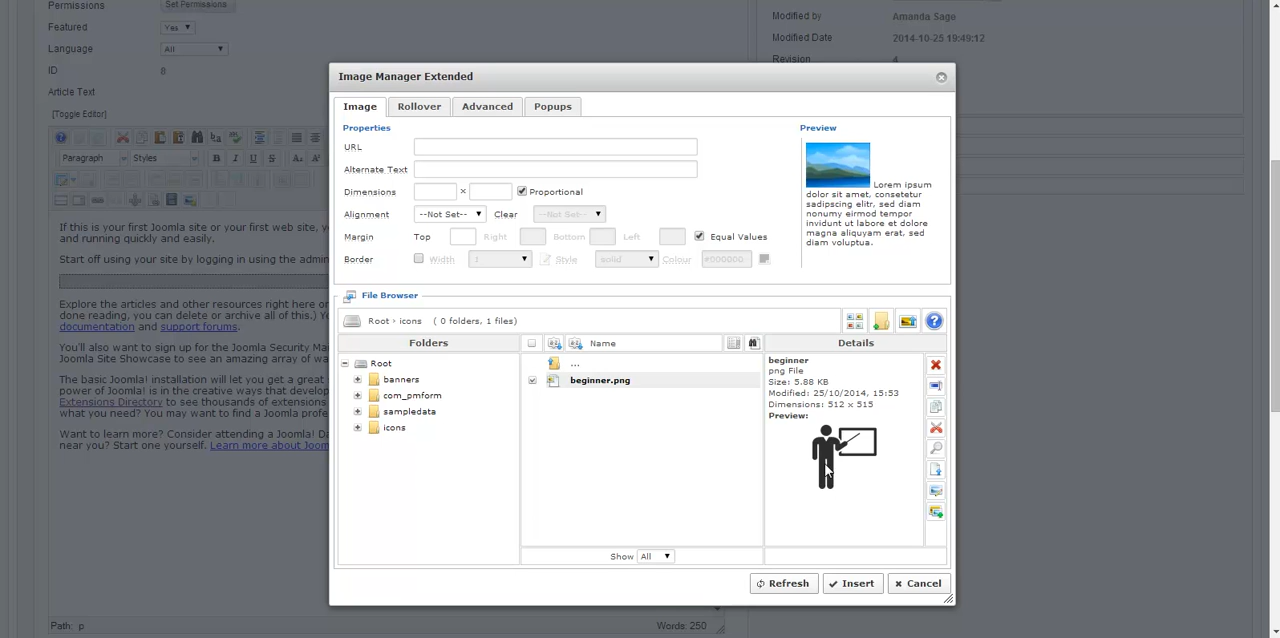 Permissions
Set Permissions
Featured
Yes
Language
All
ID
8
Article Text
[Toggle Editor]
Paragraph
Styles
B I U S
If this is your first Joomla site or your first web site, y
and running quickly and easily.
Start off using your site by logging in using the admin
Explore the articles and other resources right here on
done reading, you can delete or archive all of this.) Yo
documentation and support forums.
You'll also want to sign up for the Joomla Security Ma
Joomla Site Showcase to see an amazing array of wa
The basic Joomla! installation will let you get a great
power of Joomla! is in the creative ways that develop
Extensions Directory to see thousands of extensions
what you need? You may want to find a Joomla profe
Want to learn more? Consider attending a Joomla! Da
near you? Start one yourself. Learn more about Joom
Path: p
Words: 250
Modified by
Amanda Sage
Modified Date
2014-10-25 19:49:12
Revision
4
Image Manager Extended
Image
Rollover
Advanced
Popups
Properties
URL
Alternate Text
Dimensions
×
Proportional
Alignment
--Not Set--
Clear
--Not Set--
Margin
Top
Right
Bottom
Left
Equal Values
Border
Width
1
Style
solid
Colour
#000000
Preview
Lorem ipsum
dolor sit amet, consetetur
sadipscing elitr, sed diam
nonumy eirmod tempor
invidunt ut labore et dolore
magna aliquyam erat, sed
diam voluptua.
File Browser
Root › icons ( 0 folders, 1 files)
Folders
Name
Details
Root
banners
com_pmform
sampledata
icons
...
beginner.png
beginner
png File
Size: 5.88 KB
Modified: 25/10/2014, 15:53
Dimensions: 512 × 515
Preview:
Show
All
Refresh
Insert
Cancel